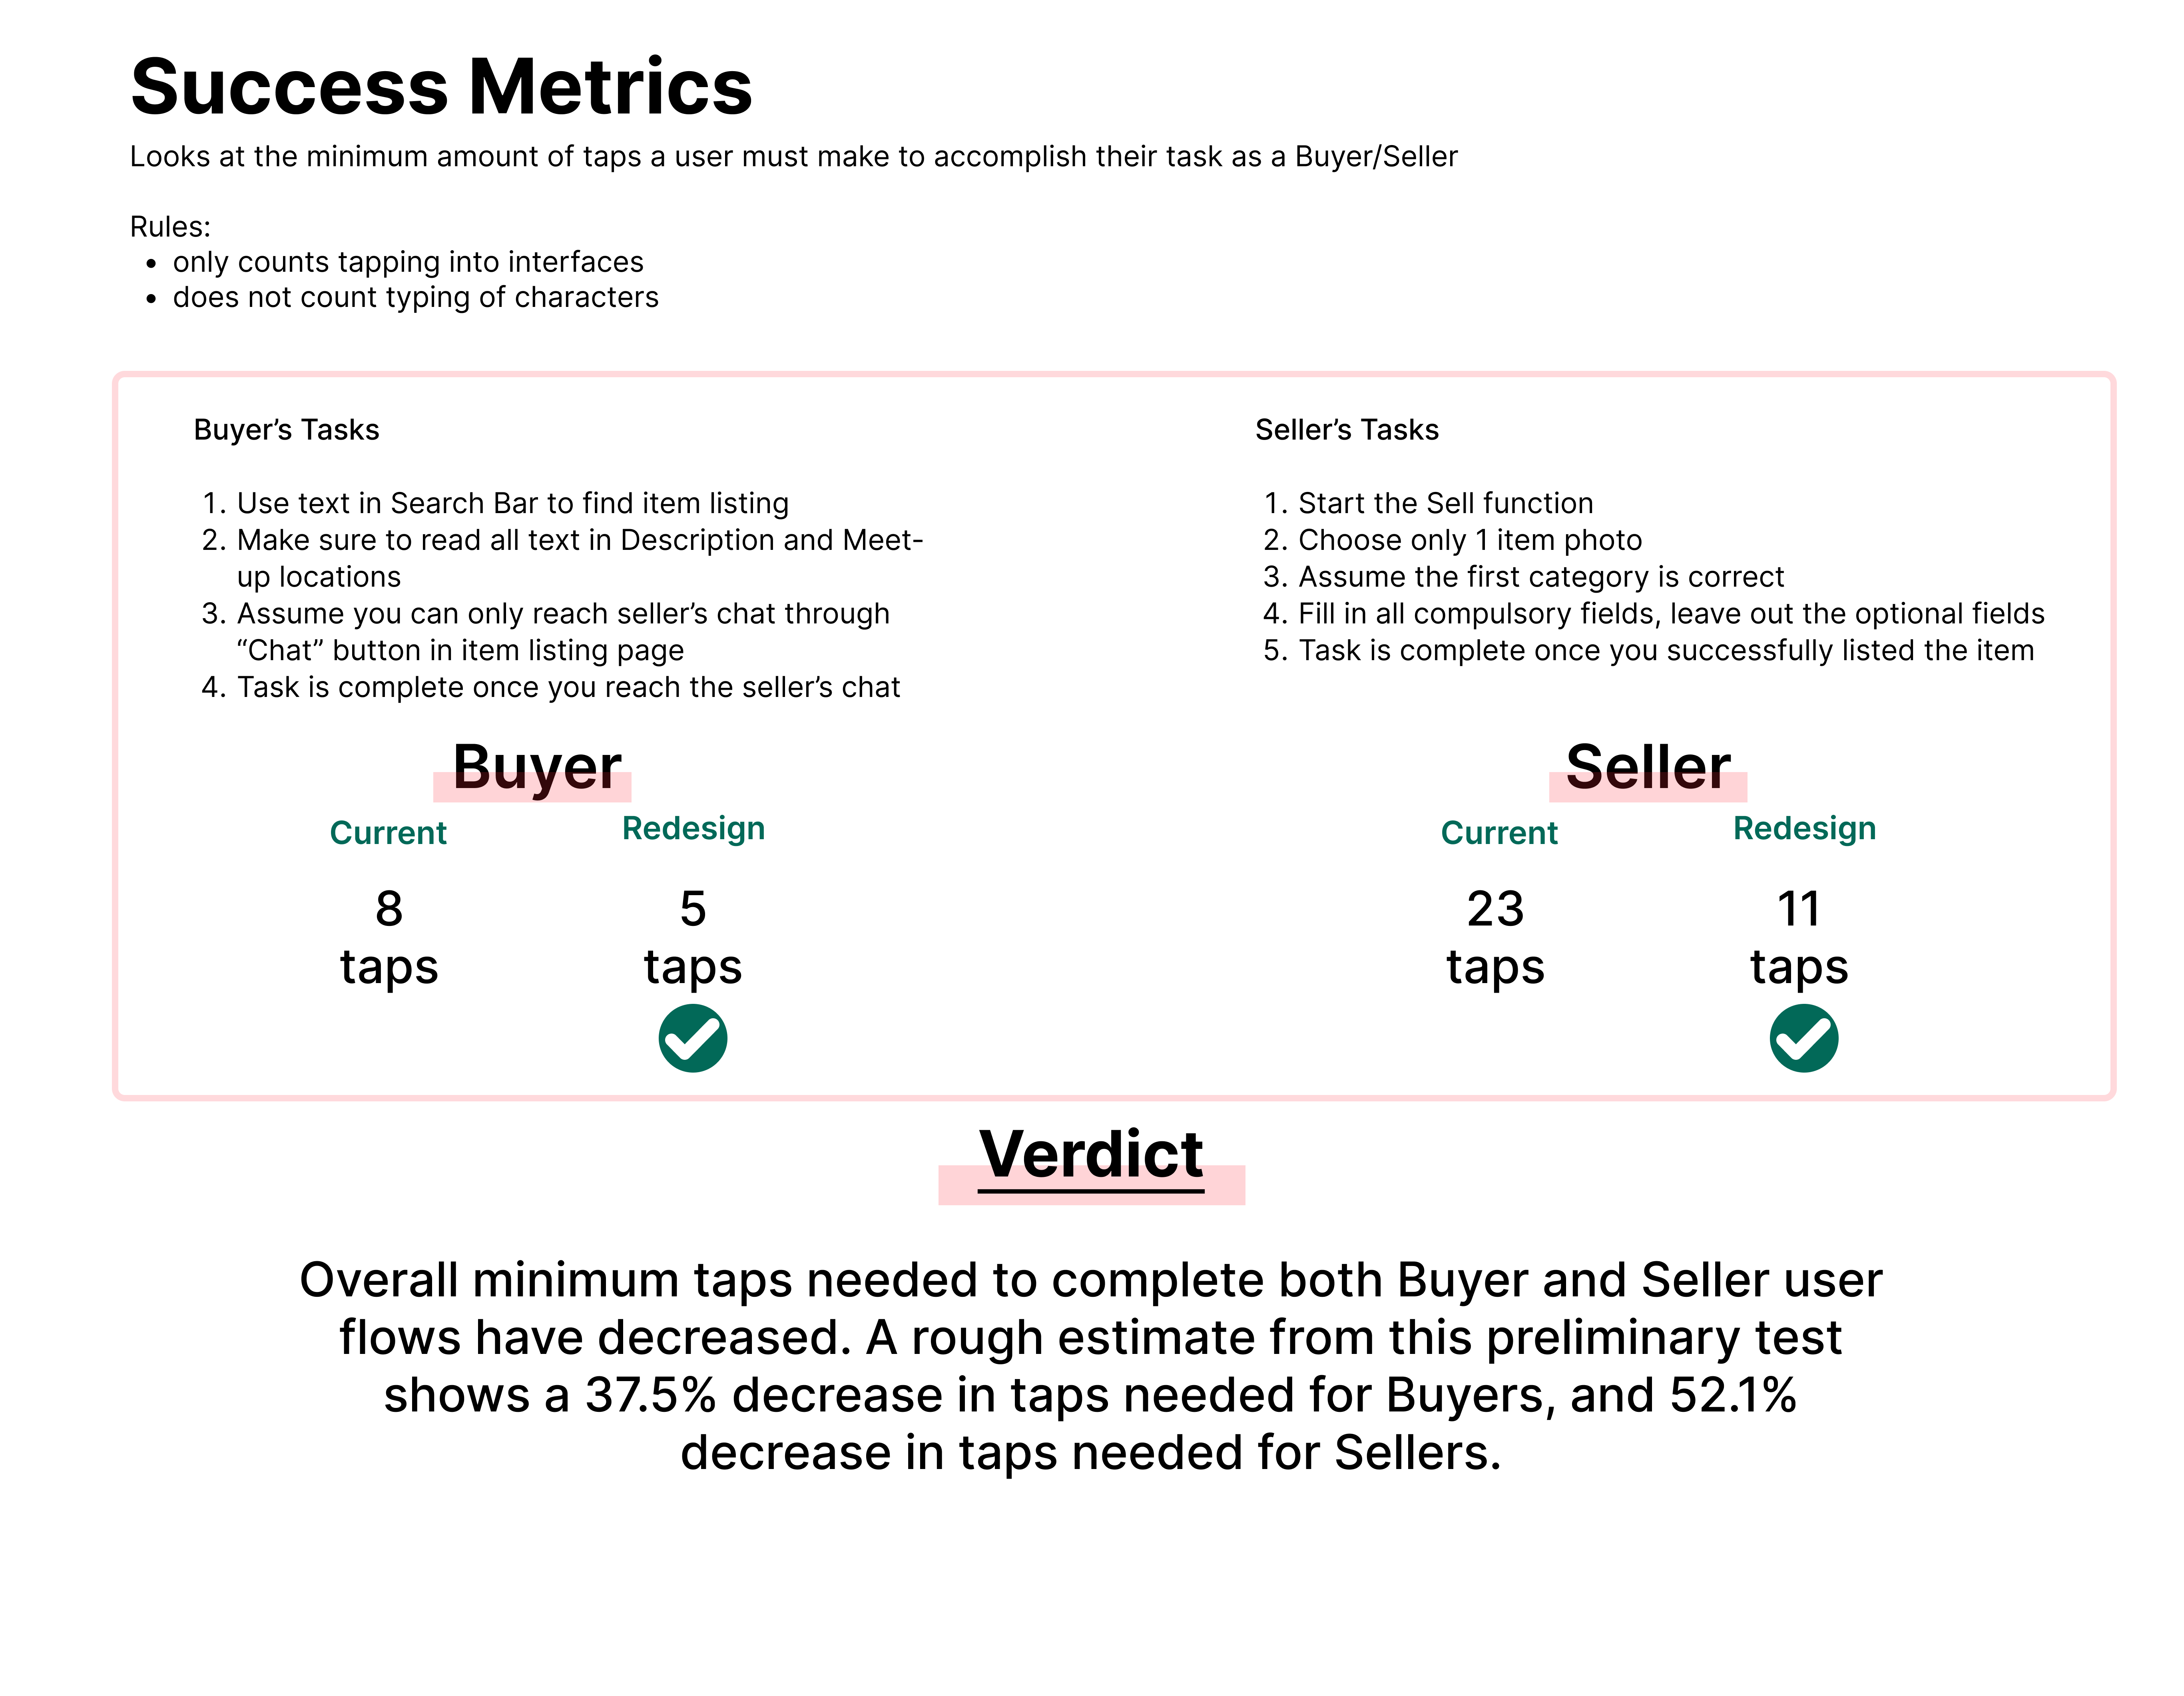 Success Metrics
Looks at the minimum amount of taps a user must make to accomplish their task as a Buyer/Seller
Rules:
• only counts tapping into interfaces
• does not count typing of characters
Buyer’s Tasks
1. Use text in Search Bar to find item listing
2. Make sure to read all text in Description and Meet-
up locations
3. Assume you can only reach seller’s chat through
“Chat” button in item listing page
4. Task is complete once you reach the seller’s chat
Buyer
Current
Redesign
8
taps
5
taps
Seller’s Tasks
1. Start the Sell function
2. Choose only 1 item photo
3. Assume the first category is correct
4. Fill in all compulsory fields, leave out the optional fields
5. Task is complete once you successfully listed the item
Seller
Current
Redesign
23
taps
11
taps
Verdict
Overall minimum taps needed to complete both Buyer and Seller user
flows have decreased. A rough estimate from this preliminary test
shows a 37.5% decrease in taps needed for Buyers, and 52.1%
decrease in taps needed for Sellers.